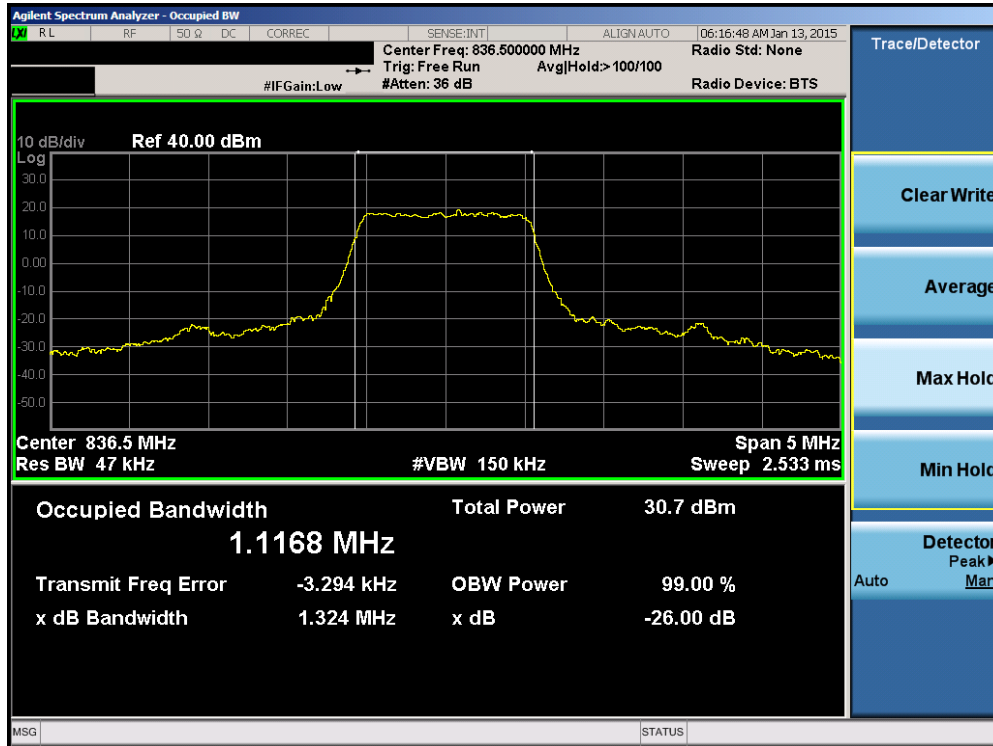 Agilent Spectrum Analyzer - Occupied BW
LXI RL RF 50 Ω DC CORREC SENSE:INT ALIGN AUTO 06:16:48 AM Jan 13, 2015
Center Freq: 836.500000 MHz Radio Std: None
Trig: Free Run Avg|Hold:> 100/100
#IFGain:Low #Atten: 36 dB Radio Device: BTS
10 dB/div Ref 40.00 dBm
Log
30.0
20.0
10.0
0.00
-10.0
-20.0
-30.0
-40.0
-50.0
Center 836.5 MHz Span 5 MHz
Res BW 47 kHz #VBW 150 kHz Sweep 2.533 ms
Occupied Bandwidth Total Power 30.7 dBm
1.1168 MHz
Transmit Freq Error -3.294 kHz OBW Power 99.00 %
x dB Bandwidth 1.324 MHz x dB -26.00 dB
MSG STATUS
Trace/Detector
Clear Write
Average
Max Hold
Min Hold
Detector
Peak▶
Auto Man